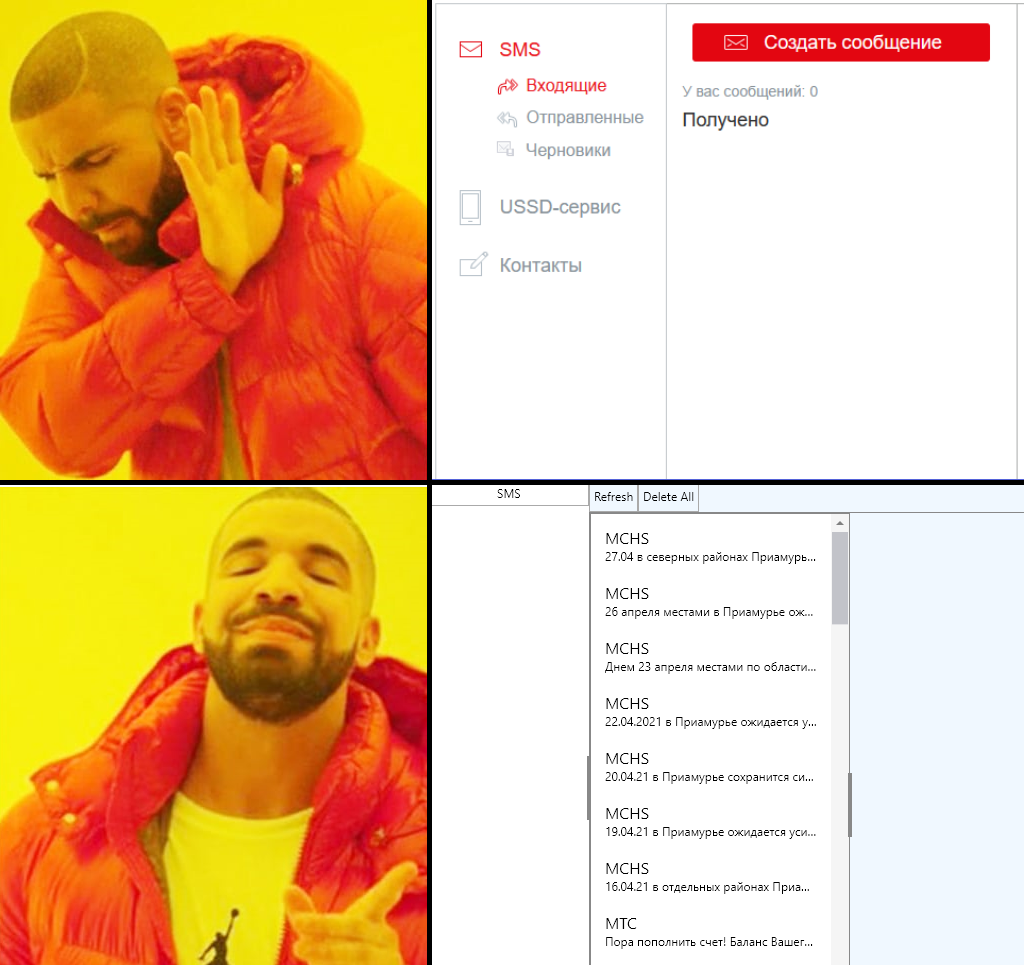 SMS
Входящие
Отправленные
Черновики
USSD-сервис
Контакты
Создать сообщение
У вас сообщений: 0
Получено
SMS
Refresh
Delete All
MCHS
27.04 в северных районах Приамурь...
MCHS
26 апреля местами в Приамурье ож...
MCHS
Днем 23 апреля местами по области...
MCHS
22.04.2021 в Приамурье ожидается у...
MCHS
20.04.21 в Приамурье сохранится си...
MCHS
19.04.21 в Приамурье ожидается уси...
MCHS
16.04.21 в отдельных районах Приа...
МТС
Пора пополнить счет! Баланс Вашег...